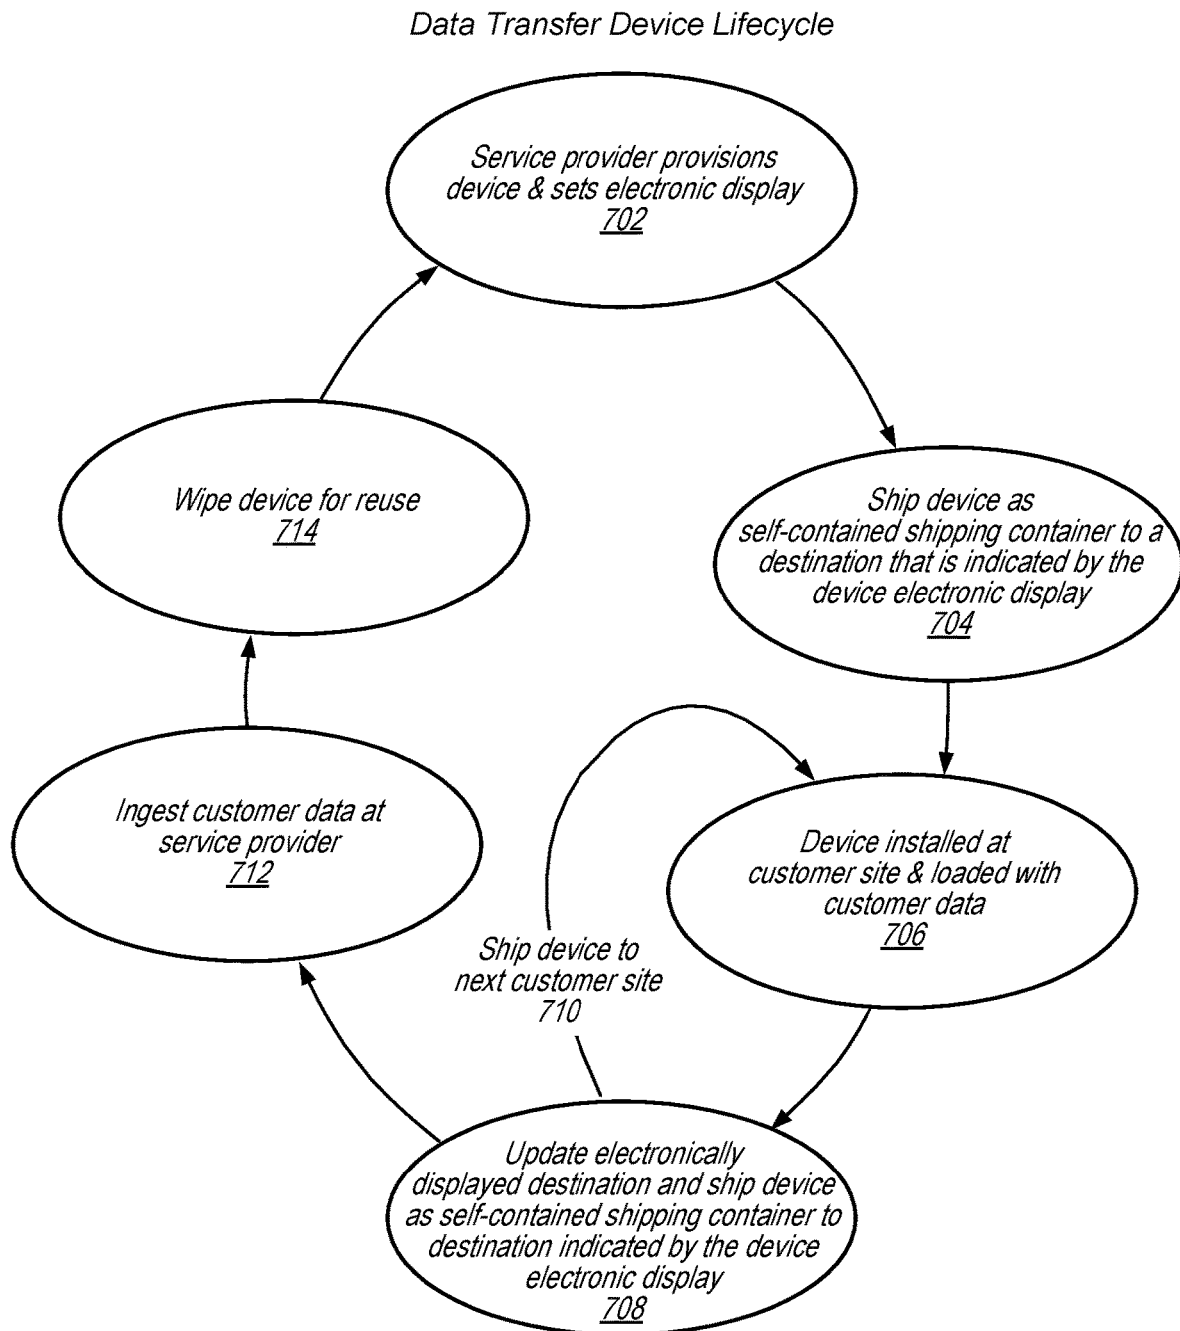 Data Transfer Device Lifecycle
Service provider provisions
device & sets electronic display
702
Ship device as
self-contained shipping container to a
destination that is indicated by the
device electronic display
704
Wipe device for reuse
714
Device installed at
customer site & loaded with
customer data
706
Ingest customer data at
service provider
712
Ship device to
next customer site
710
Update electronically
displayed destination and ship device
as self-contained shipping container to
destination indicated by the device
electronic display
708